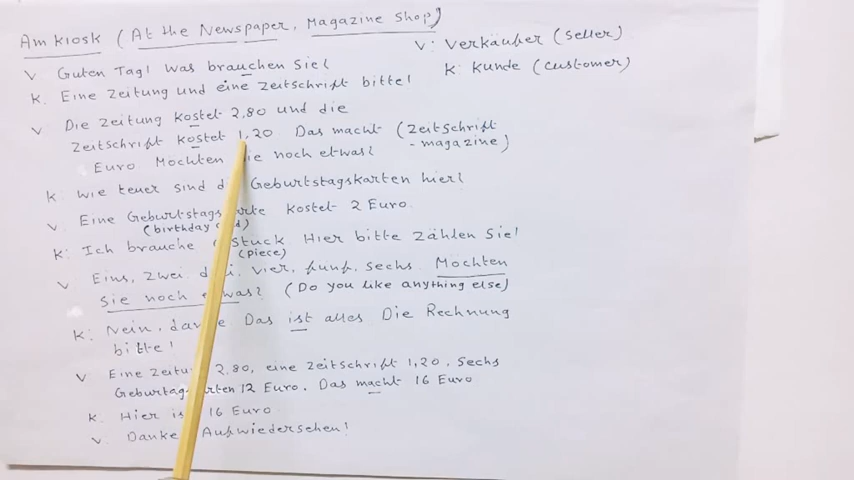 Am Kiosk (At the Newspaper, Magazine Shop)
V: Verkäuber (Seller)
K: Kunde (customer)
V Guten Tag! Was brauchen Sie?
K: Eine Zeitung und eine Zeitschrift bitte!
V Die Zeitung kostet 2,80 und die
Zeitschrift kostet 1,20 Das macht (Zeitschrift
- magazine)
Euro Mochten noch etwas?
K: Wie teuer sind Geburtstagskarten hier?
V: Eine kostet 2 Euro.
(birthday
K: Ich brauche Stuck Hier bitte Zählen Sie!
(piece)
V Eins, Zwei vier, fünf, Sechs. Möchten
Sie noch (Do you like anything else)
K: Nein, Das ist alles Die Rechnung
bitte!
V Eine 2.80, eine Zeitschrift 1,20, Sechs
12 Euro. Das macht 16 Euro
K. Hier 16 Euro
V. Danke Aufwiedersehen!